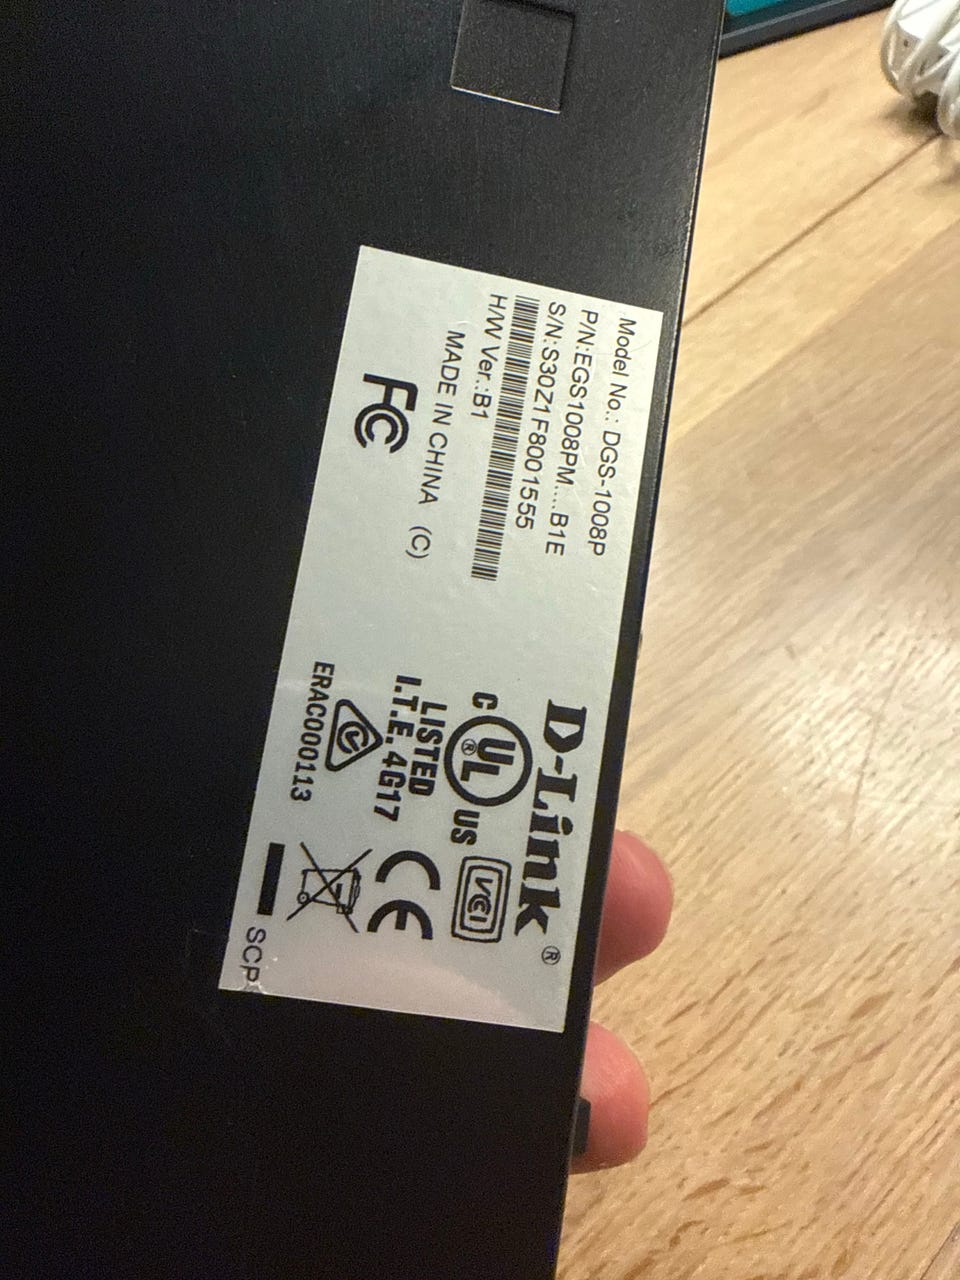 Model No.: DGS-1008P
P/N:EGS1008PM....B1E
S/N:S30Z1F8001555
H/W Ver.:B1
MADE IN CHINA (C)
FC
D-Link®
C UL® US
LISTED
I.T.E. 4G17
VCI
CE
ERAC000113
SCP